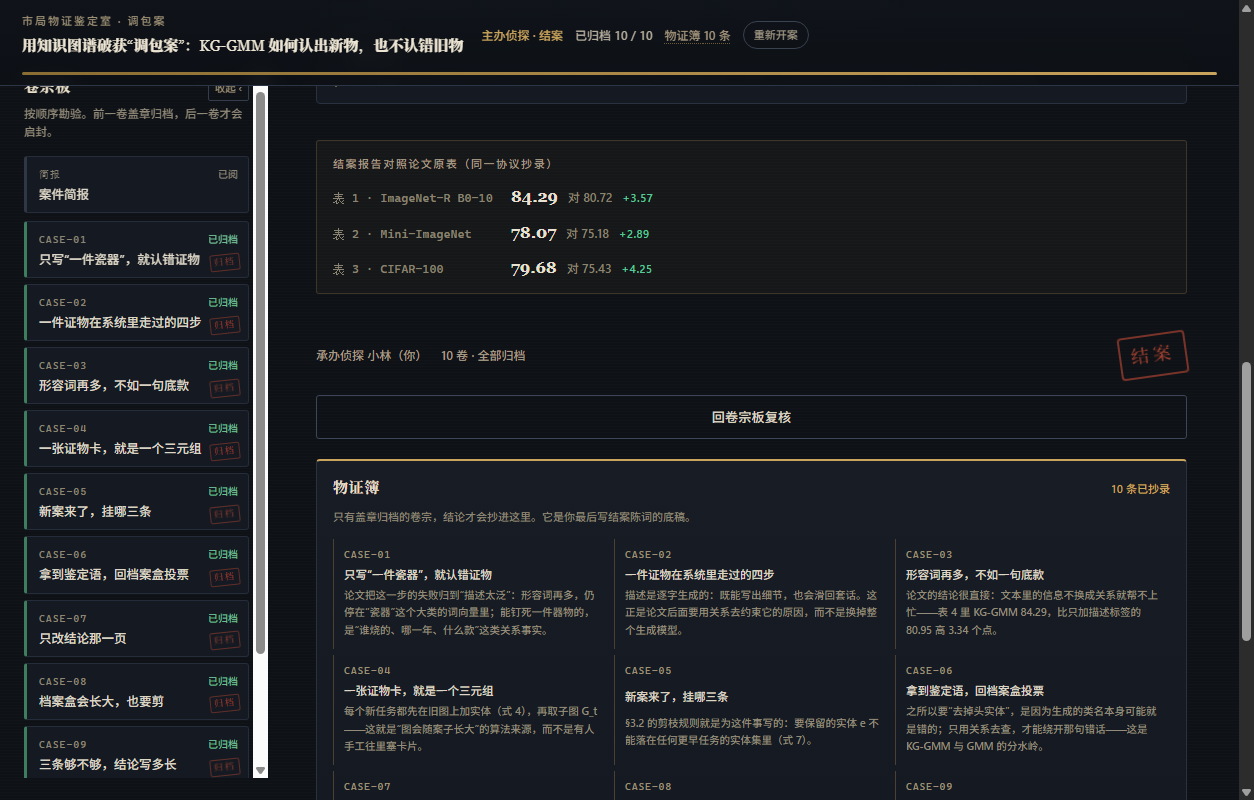 市局物证鉴定室 · 调包案
用知识图谱破获“调包案”：KG-GMM 如何认出新物，也不认错旧物
主办侦探 · 结案 已归档 10 / 10 物证簿 10 条 重新开案
卷宗板 收起 ‹
按顺序勘验。前一卷盖章归档，后一卷才会
启封。
简报 已阅
案件简报
CASE-01 已归档
只写“一件瓷器”，就认错证物 归档
CASE-02 已归档
一件证物在系统里走过的四步 归档
CASE-03 已归档
形容词再多，不如一句底款 归档
CASE-04 已归档
一张证物卡，就是一个三元组 归档
CASE-05 已归档
新案来了，挂哪三条 归档
CASE-06 已归档
拿到鉴定语，回档案盒投票 归档
CASE-07 已归档
只改结论那一页 归档
CASE-08 已归档
档案盒会长大，也要剪 归档
CASE-09 已归档
三条够不够，结论写多长 归档
结案报告对照论文原表（同一协议抄录）
表 1 · ImageNet-R B0-10 84.29 对 80.72 +3.57
表 2 · Mini-ImageNet 78.07 对 75.18 +2.89
表 3 · CIFAR-100 79.68 对 75.43 +4.25
承办侦探 小林（你） 10 卷 · 全部归档
结案
回卷宗板复核
物证簿 10 条已抄录
只有盖章归档的卷宗，结论才会抄进这里。它是你最后写结案陈词的底稿。
CASE-01
只写“一件瓷器”，就认错证物
论文把这一步的失败归到“描述太泛”：形容词再多，仍
停在“瓷器”这个大类的词向量里；能钉死一件器物的，
是“谁烧的、哪一年、什么款”这类关系事实。
CASE-02
一件证物在系统里走过的四步
描述是逐字生成的：既能写出细节，也会滑回套话。这
正是论文后面要用关系去约束它的原因，而不是换掉整
个生成模型。
CASE-03
形容词再多，不如一句底款
论文的结论很直接：文本里的信息不换成关系就帮不上
忙——表 4 里 KG-GMM 84.29，比只加描述标签的
80.95 高 3.34 个点。
CASE-04
一张证物卡，就是一个三元组
每个新任务都先在旧图上加实体（式 4），再取子图 G_t
——这就是“图会随案子长大”的算法来源，而不是有人
手工往里塞卡片。
CASE-05
新案来了，挂哪三条
§3.2 的剪枝规则就是为这件事写的：要保留的实体 e 不
能落在任何更早任务的实体集里（式 7）。
CASE-06
拿到鉴定语，回档案盒投票
之所以要“去掉头实体”，是因为生成的类名本身可能就
是错的；只用关系去查，才能绕开那句错话——这是
KG-GMM 与 GMM 的分水岭。
CASE-07
CASE-08
CASE-09